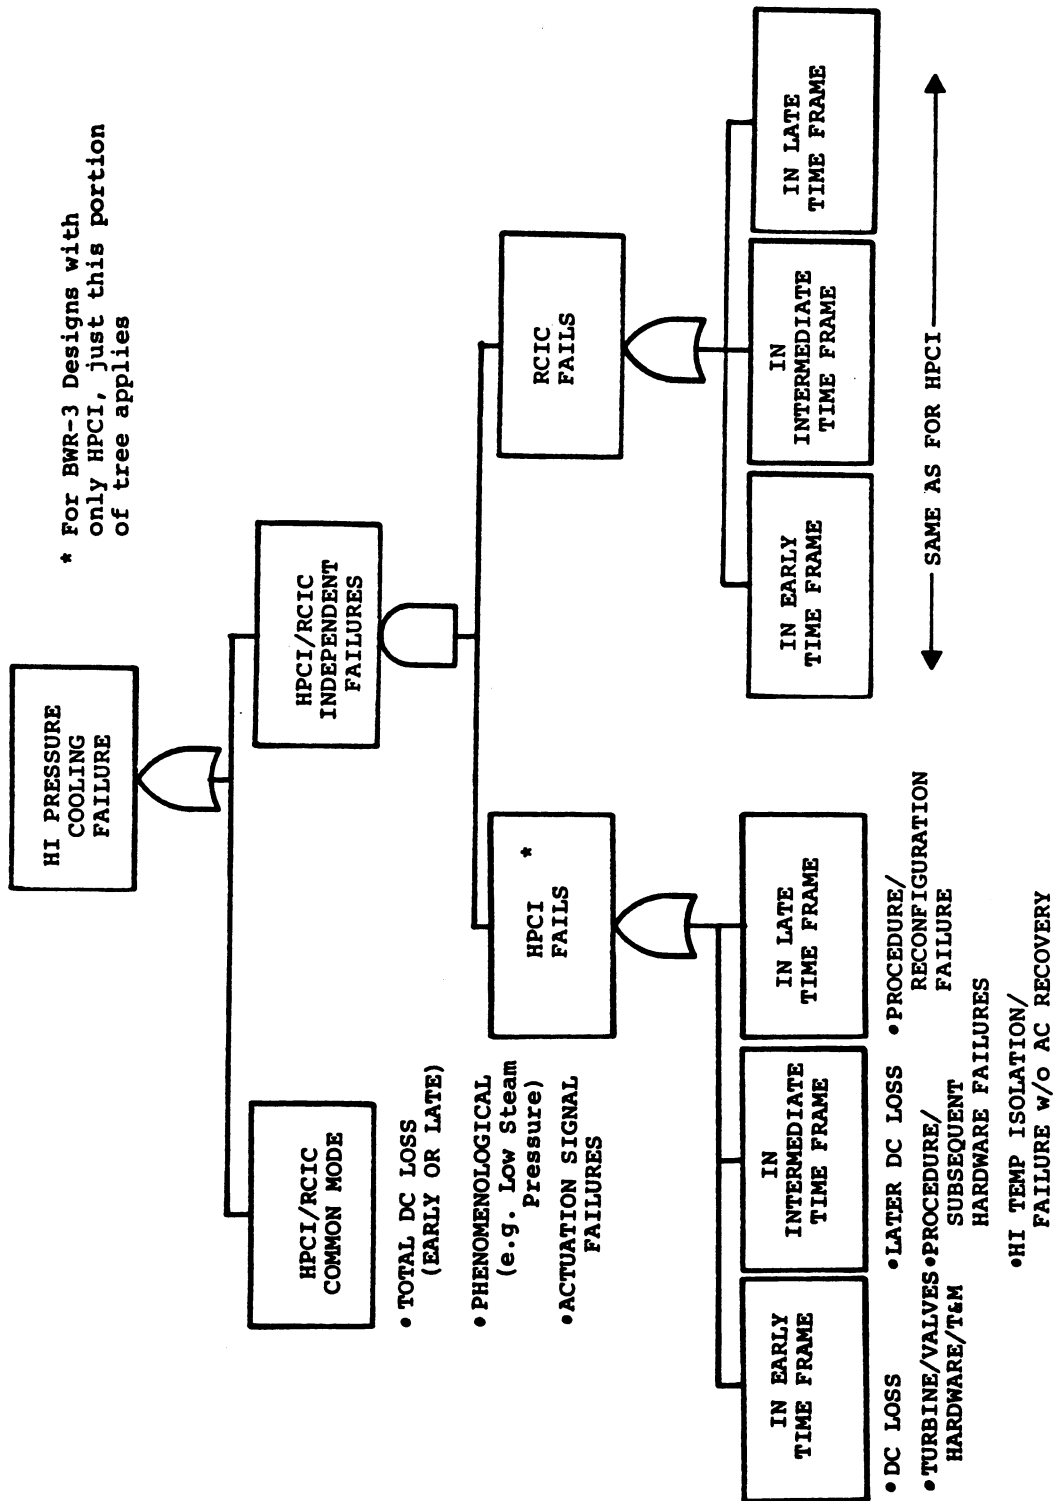 * For BWR-3 Designs with
only HPCI, just this portion
of tree applies
HI PRESSURE
COOLING
FAILURE
HPCI/RCIC
COMMON MODE
HPCI/RCIC
INDEPENDENT
FAILURES
•TOTAL DC LOSS
(EARLY OR LATE)
•PHENOMENOLOGICAL
(e.g. Low Steam
Pressure)
•ACTUATION SIGNAL
FAILURES
HPCI *
FAILS
RCIC
FAILS
IN EARLY
TIME FRAME
IN
INTERMEDIATE
TIME FRAME
IN LATE
TIME FRAME
IN EARLY
TIME FRAME
IN
INTERMEDIATE
TIME FRAME
IN LATE
TIME FRAME
•DC LOSS
•TURBINE/VALVES
HARDWARE/T&M
•LATER DC LOSS
•PROCEDURE/
SUBSEQUENT
HARDWARE FAILURES
•HI TEMP ISOLATION/
FAILURE w/o AC RECOVERY
•PROCEDURE/
RECONFIGURATION
FAILURE
SAME AS FOR HPCI